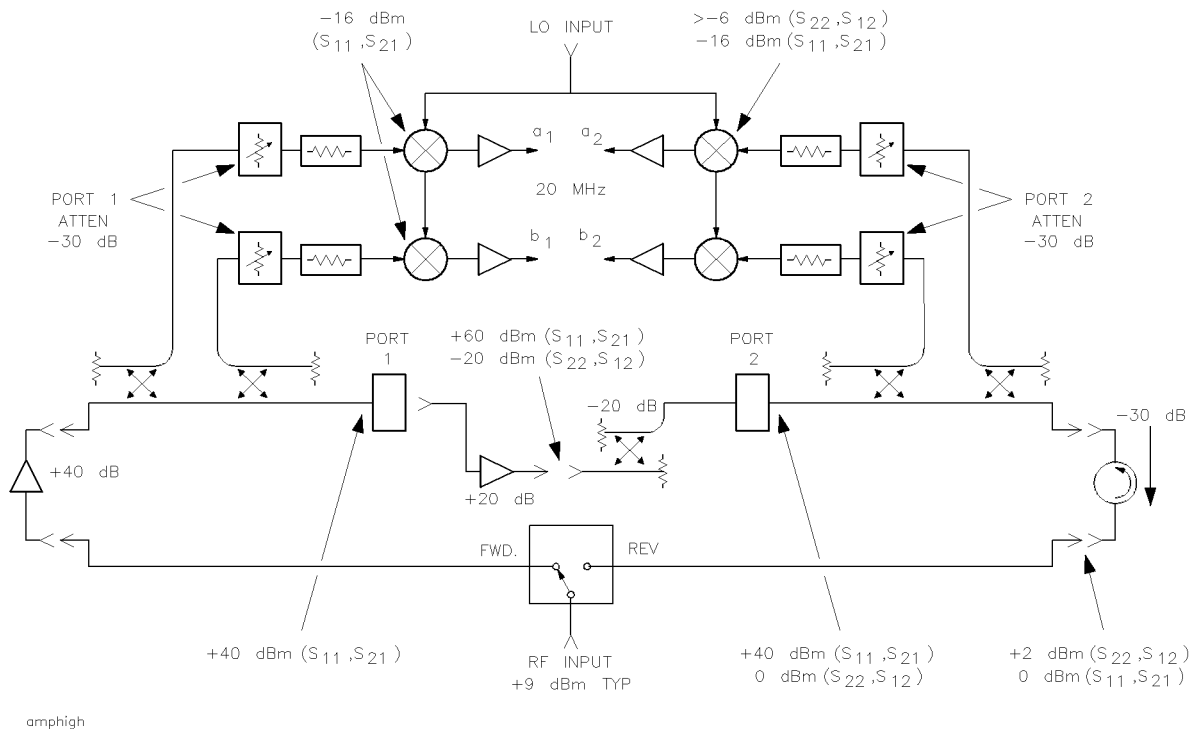 -16 dBm
(S11,S21)
LO INPUT
>-6 dBm (S22,S12)
-16 dBm (S11,S21)
a1 a2
20 MHz
PORT 1
ATTEN
-30 dB
PORT 2
ATTEN
-30 dB
b1 b2
PORT
1
+60 dBm (S11,S21)
-20 dBm (S22,S12)
PORT
2
-20 dB
-30 dB
+40 dB
+20 dB
FWD.
REV
+40 dBm (S11,S21)
RF INPUT
+9 dBm TYP
+40 dBm (S11,S21)
0 dBm (S22,S12)
+2 dBm (S22,S12)
0 dBm (S11,S21)
amphigh